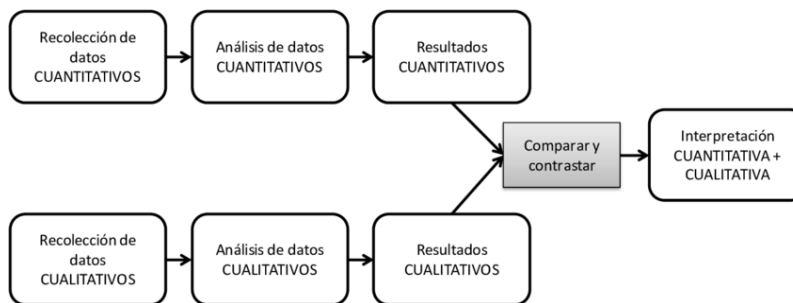 Recolección de
datos
CUANTITATIVOS
Análisis de datos
CUANTITATIVOS
Resultados
CUANTITATIVOS
Comparar y
contrastar
Interpretación
CUANTITATIVA +
CUALITATIVA
Recolección de
datos
CUALITATIVOS
Análisis de datos
CUALITATIVOS
Resultados
CUALITATIVOS